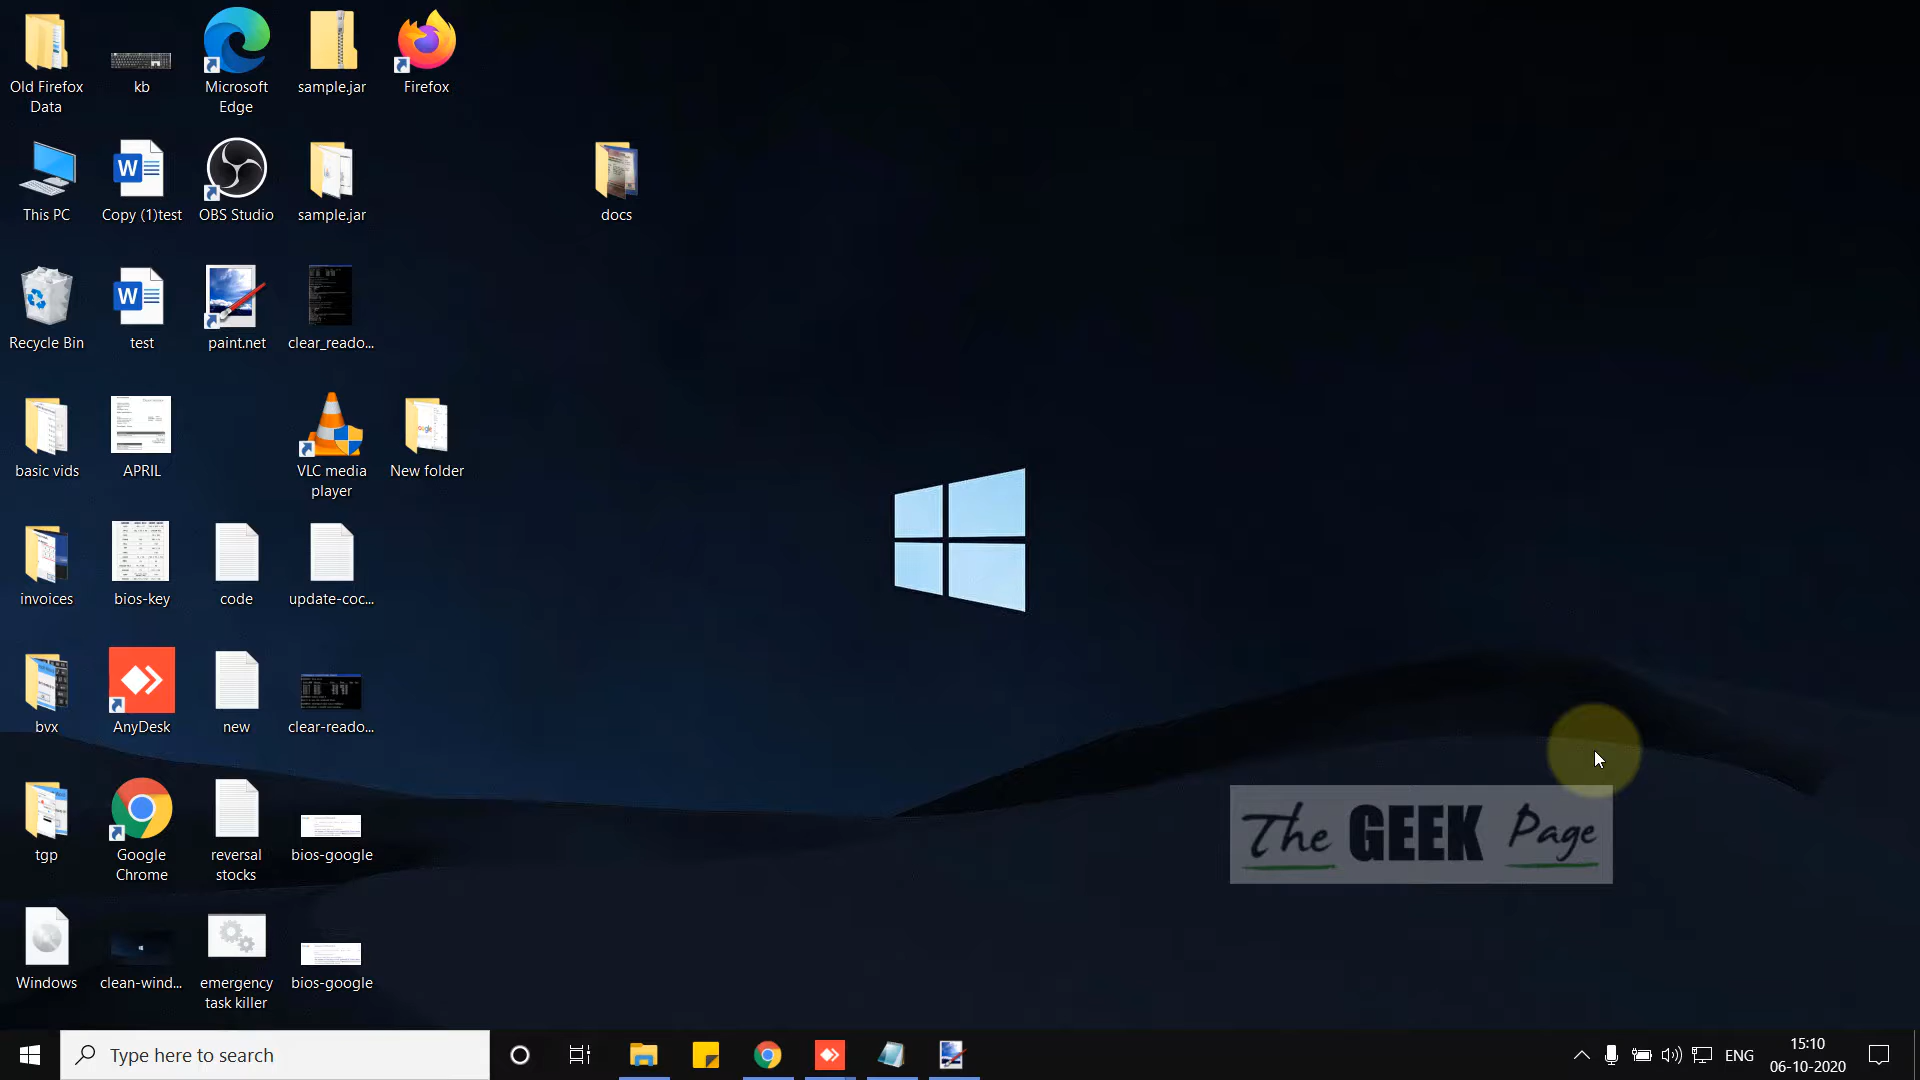 Old Firefox
Data
kb
Microsoft
Edge
sample.jar
Firefox
This PC
Copy (1)test
OBS Studio
sample.jar
docs
Recycle Bin
test
paint.net
clear_reado...
basic vids
APRIL
VLC media
player
New folder
invoices
bios-key
code
update-coc...
bvx
AnyDesk
new
clear-reado...
tgp
Google
Chrome
reversal
stocks
bios-google
The GEEK Page
Windows
clean-wind...
emergency
task killer
bios-google
Type here to search
ENG
15:10
06-10-2020